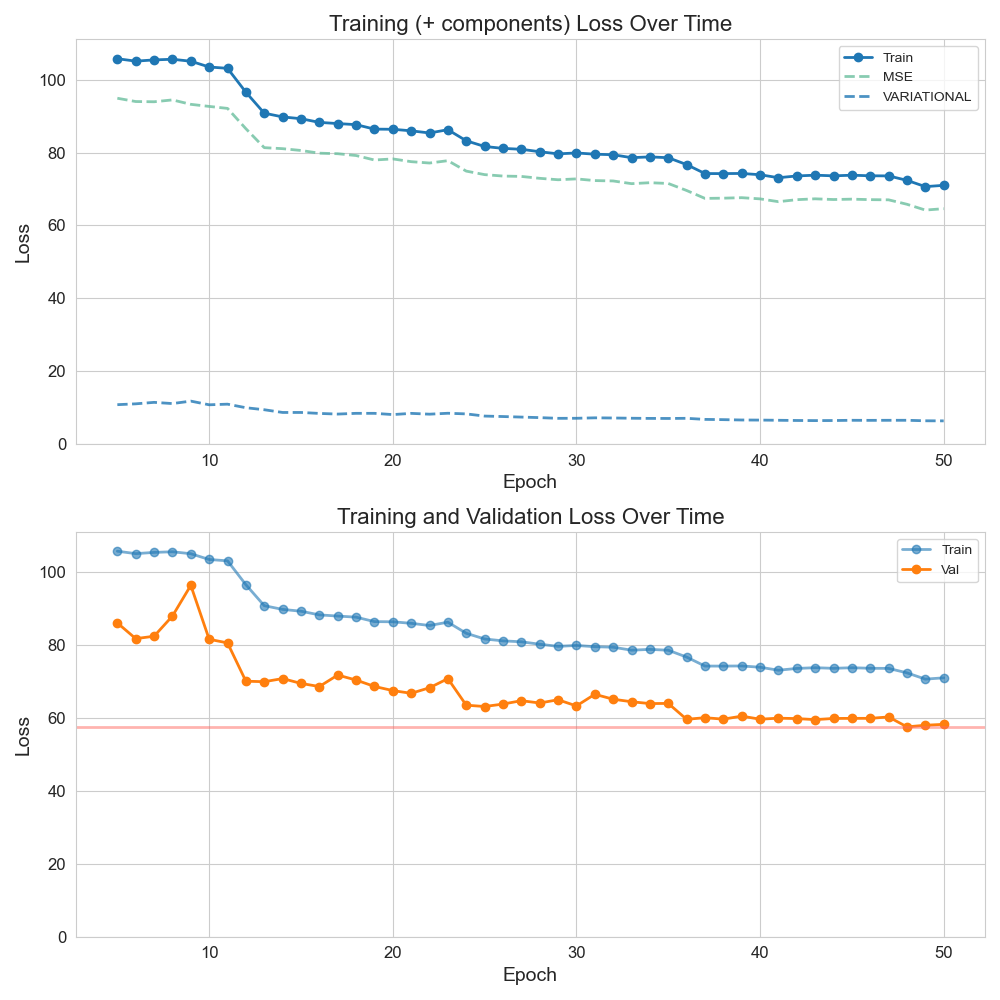 Training (+ components) Loss Over Time
Train
MSE
VARIATIONAL
100
80
60
40
20
0
Loss
10 20 30 40 50
Epoch
Training and Validation Loss Over Time
Train
Val
100
80
60
40
20
0
Loss
10 20 30 40 50
Epoch